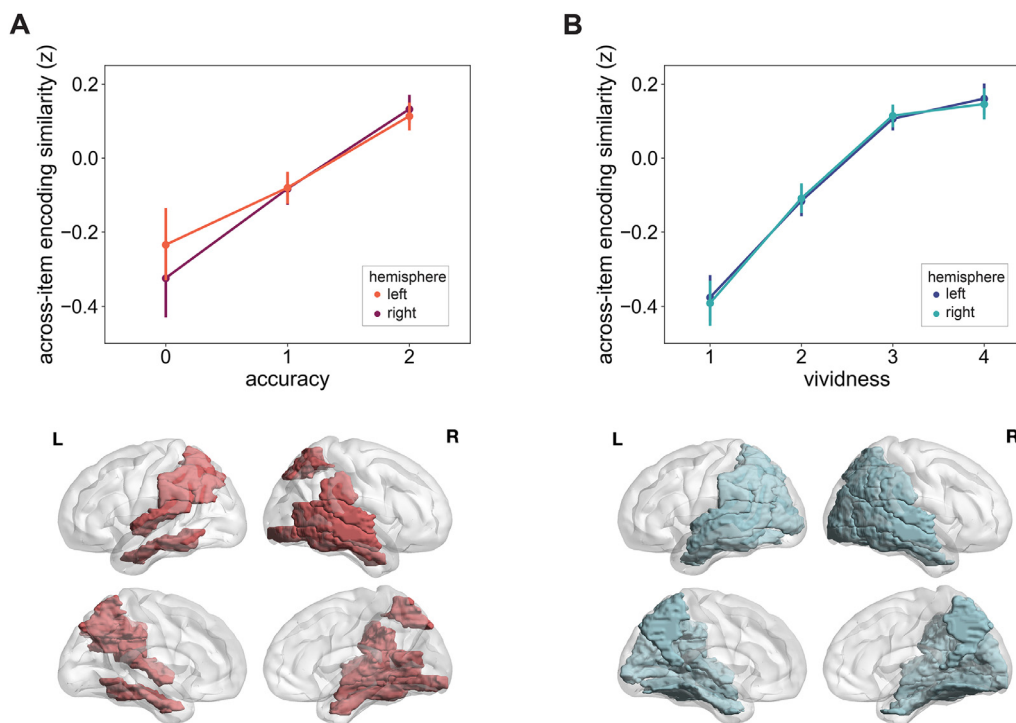 A
across-item encoding similarity (z)
0.2
0.0
−0.2
−0.4
hemisphere
left
right
0 1 2
accuracy
B
across-item encoding similarity (z)
0.2
0.0
−0.2
−0.4
hemisphere
left
right
1 2 3 4
vividness
L R
L R